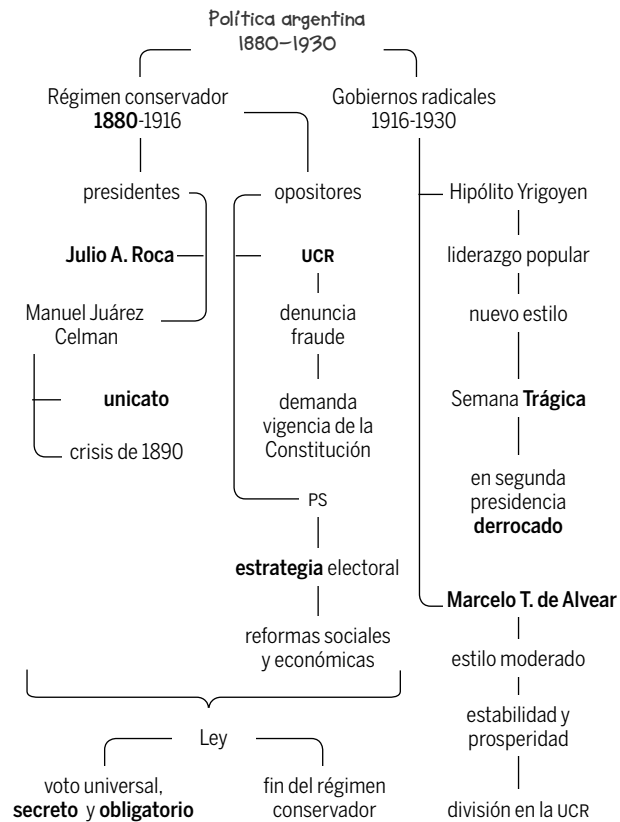 Política argentina
1880–1930
Régimen conservador
1880-1916
Gobiernos radicales
1916-1930
presidentes
opositores
Hipólito Yrigoyen
Julio A. Roca
UCR
liderazgo popular
Manuel Juárez
Celman
denuncia
fraude
nuevo estilo
unicato
demanda
vigencia de la
Constitución
Semana Trágica
crisis de 1890
PS
en segunda
presidencia
derrocado
estrategia electoral
Marcelo T. de Alvear
reformas sociales
y económicas
estilo moderado
Ley
estabilidad y
prosperidad
voto universal,
secreto y obligatorio
fin del régimen
conservador
división en la UCR